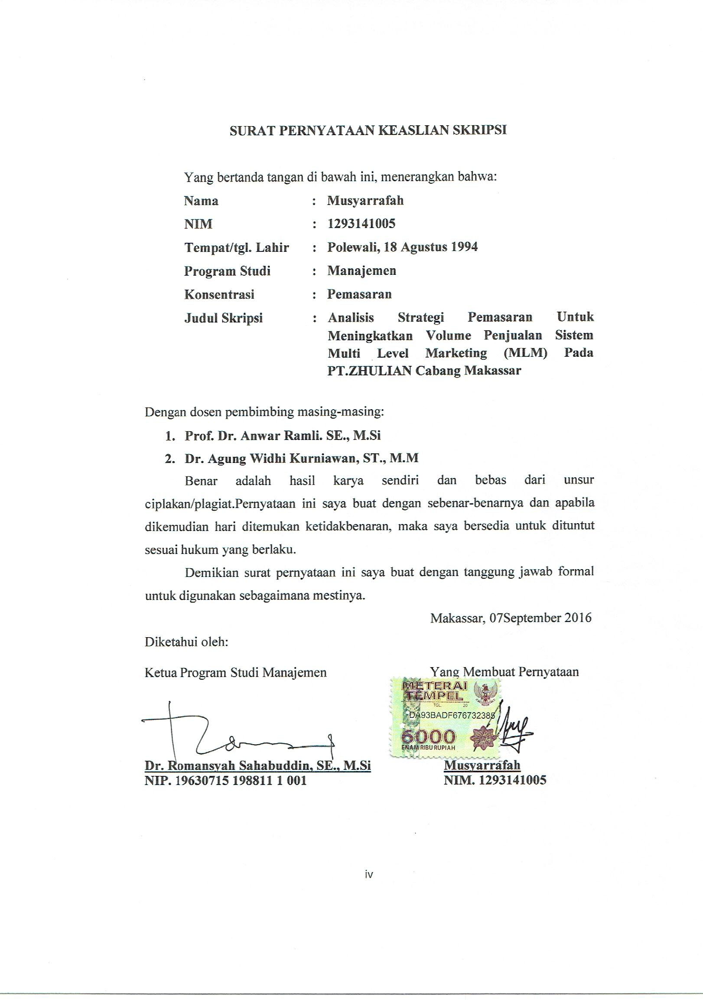 SURAT PERNYATAAN KEASLIAN SKRIPSI
Yang bertanda tangan di bawah ini, menerangkan bahwa:
Nama : Musyarrafah
NIM : 1293141005
Tempat/tgl. Lahir : Polewali, 18 Agustus 1994
Program Studi : Manajemen
Konsentrasi : Pemasaran
Judul Skripsi : Analisis Strategi Pemasaran Untuk
Meningkatkan Volume Penjualan Sistem
Multi Level Marketing (MLM) Pada
PT.ZHULIAN Cabang Makassar
Dengan dosen pembimbing masing-masing:
1. Prof. Dr. Anwar Ramli. SE., M.Si
2. Dr. Agung Widhi Kurniawan, ST., M.M
Benar adalah hasil karya sendiri dan bebas dari unsur
ciplakan/plagiat.Pernyataan ini saya buat dengan sebenar-benarnya dan apabila
dikemudian hari ditemukan ketidakbenaran, maka saya bersedia untuk dituntut
sesuai hukum yang berlaku.
Demikian surat pernyataan ini saya buat dengan tanggung jawab formal
untuk digunakan sebagaimana mestinya.
Makassar, 07September 2016
Diketahui oleh:
Ketua Program Studi Manajemen
Yang Membuat Pernyataan
METERAI
TEMPEL
TGL. 20
DA93BADF676732385
6000
ENAM RIBU RUPIAH
Dr. Romansyah Sahabuddin, SE., M.Si
NIP. 19630715 198811 1 001
Musyarrafah
NIM. 1293141005
iv